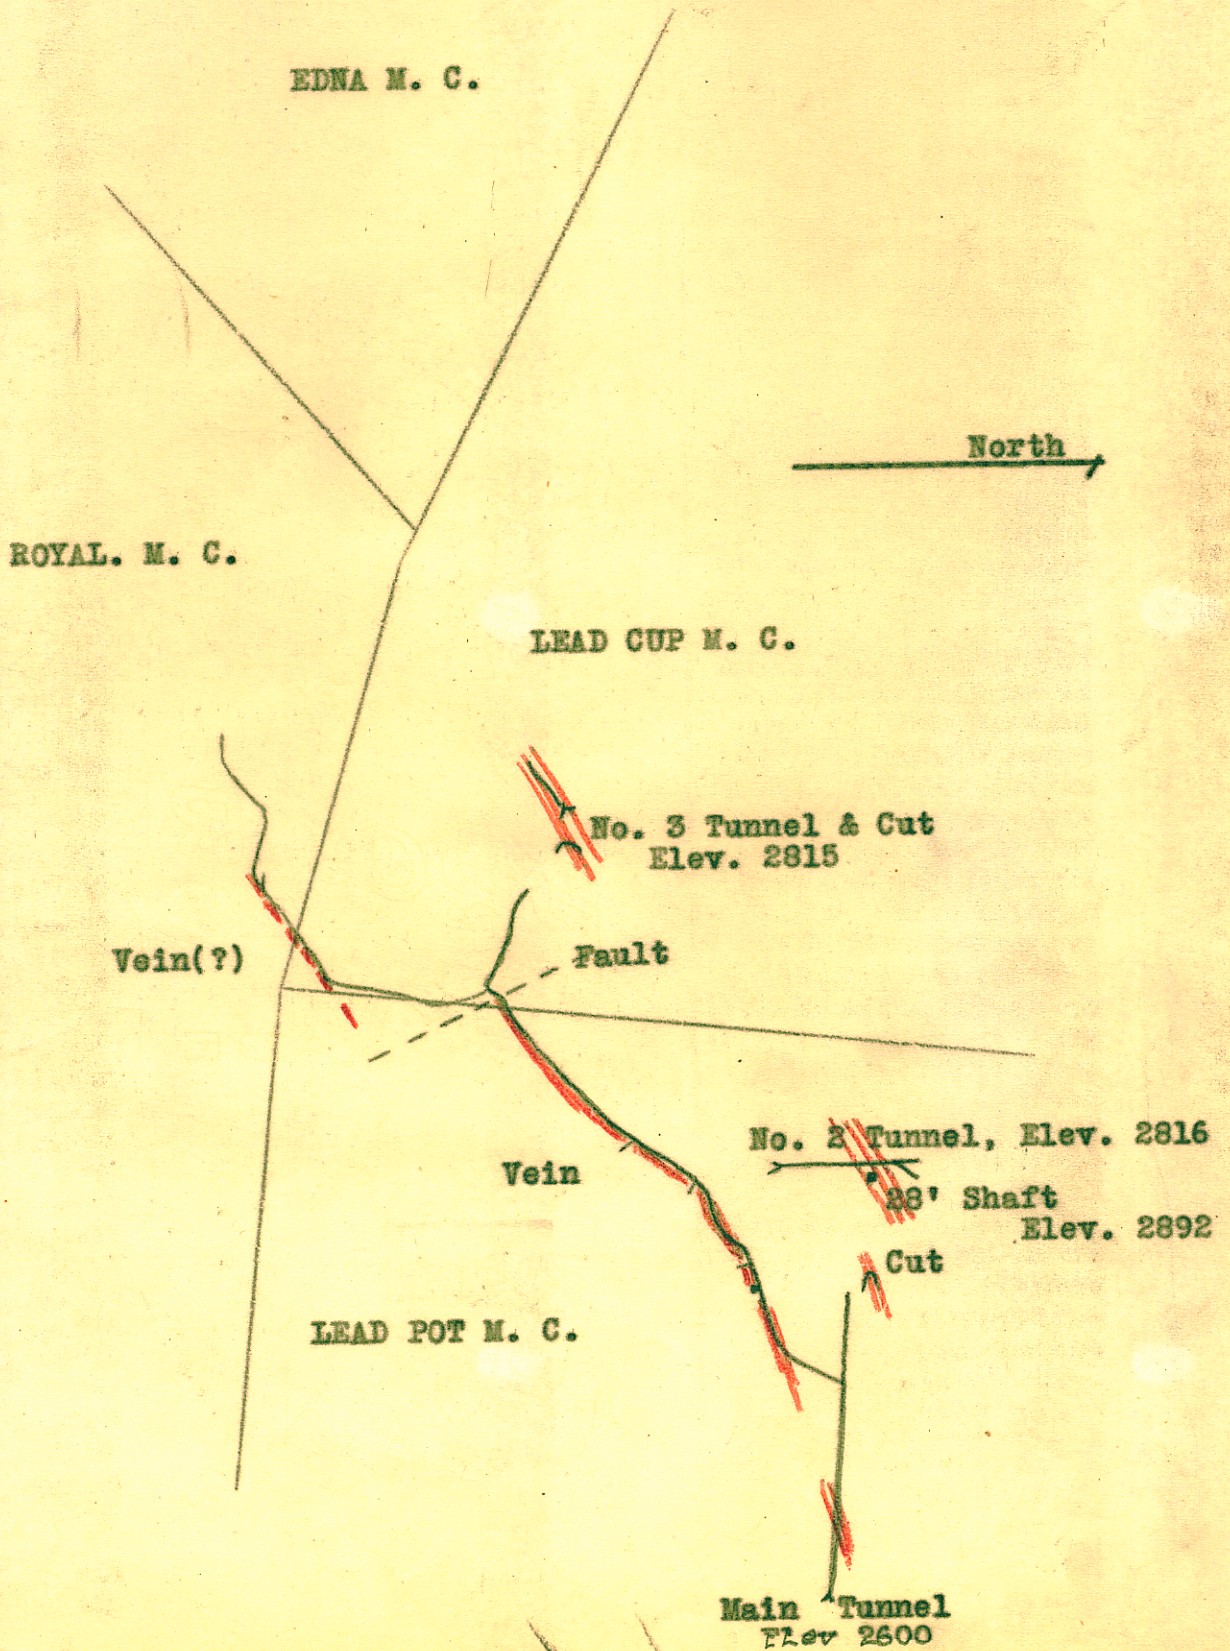 EDNA M. C.
North
ROYAL. M. C.
LEAD CUP M. C.
No. 3 Tunnel & Cut
Elev. 2815
Vein(?)
Fault
No. 2 Tunnel, Elev. 2816
Vein
28' Shaft
Elev. 2892
Cut
LEAD POT M. C.
Main Tunnel
Elev 2600